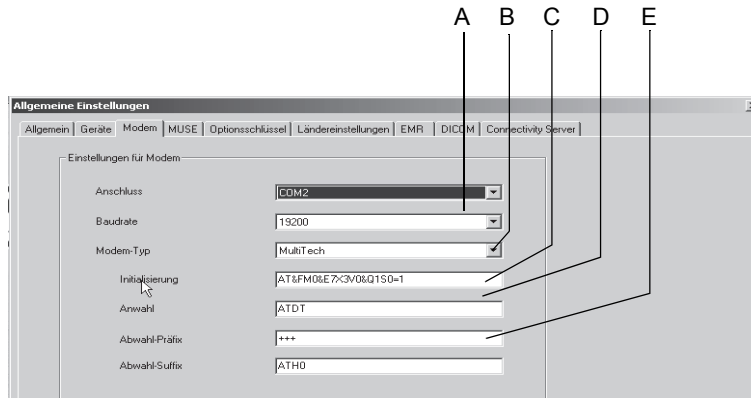 A B C D E
Allgemeine Einstellungen
Allgemein Geräte Modem MUSE Optionsschlüssel Ländereinstellungen EMR DICOM Connectivity Server
Einstellungen für Modem
Anschluss COM2
Baudrate 19200
Modem-Typ MultiTech
Initialisierung AT&FM0&E7X3V0&Q1S0=1
Anwahl ATDT
Abwahl-Präfix +++
Abwahl-Suffix ATH0